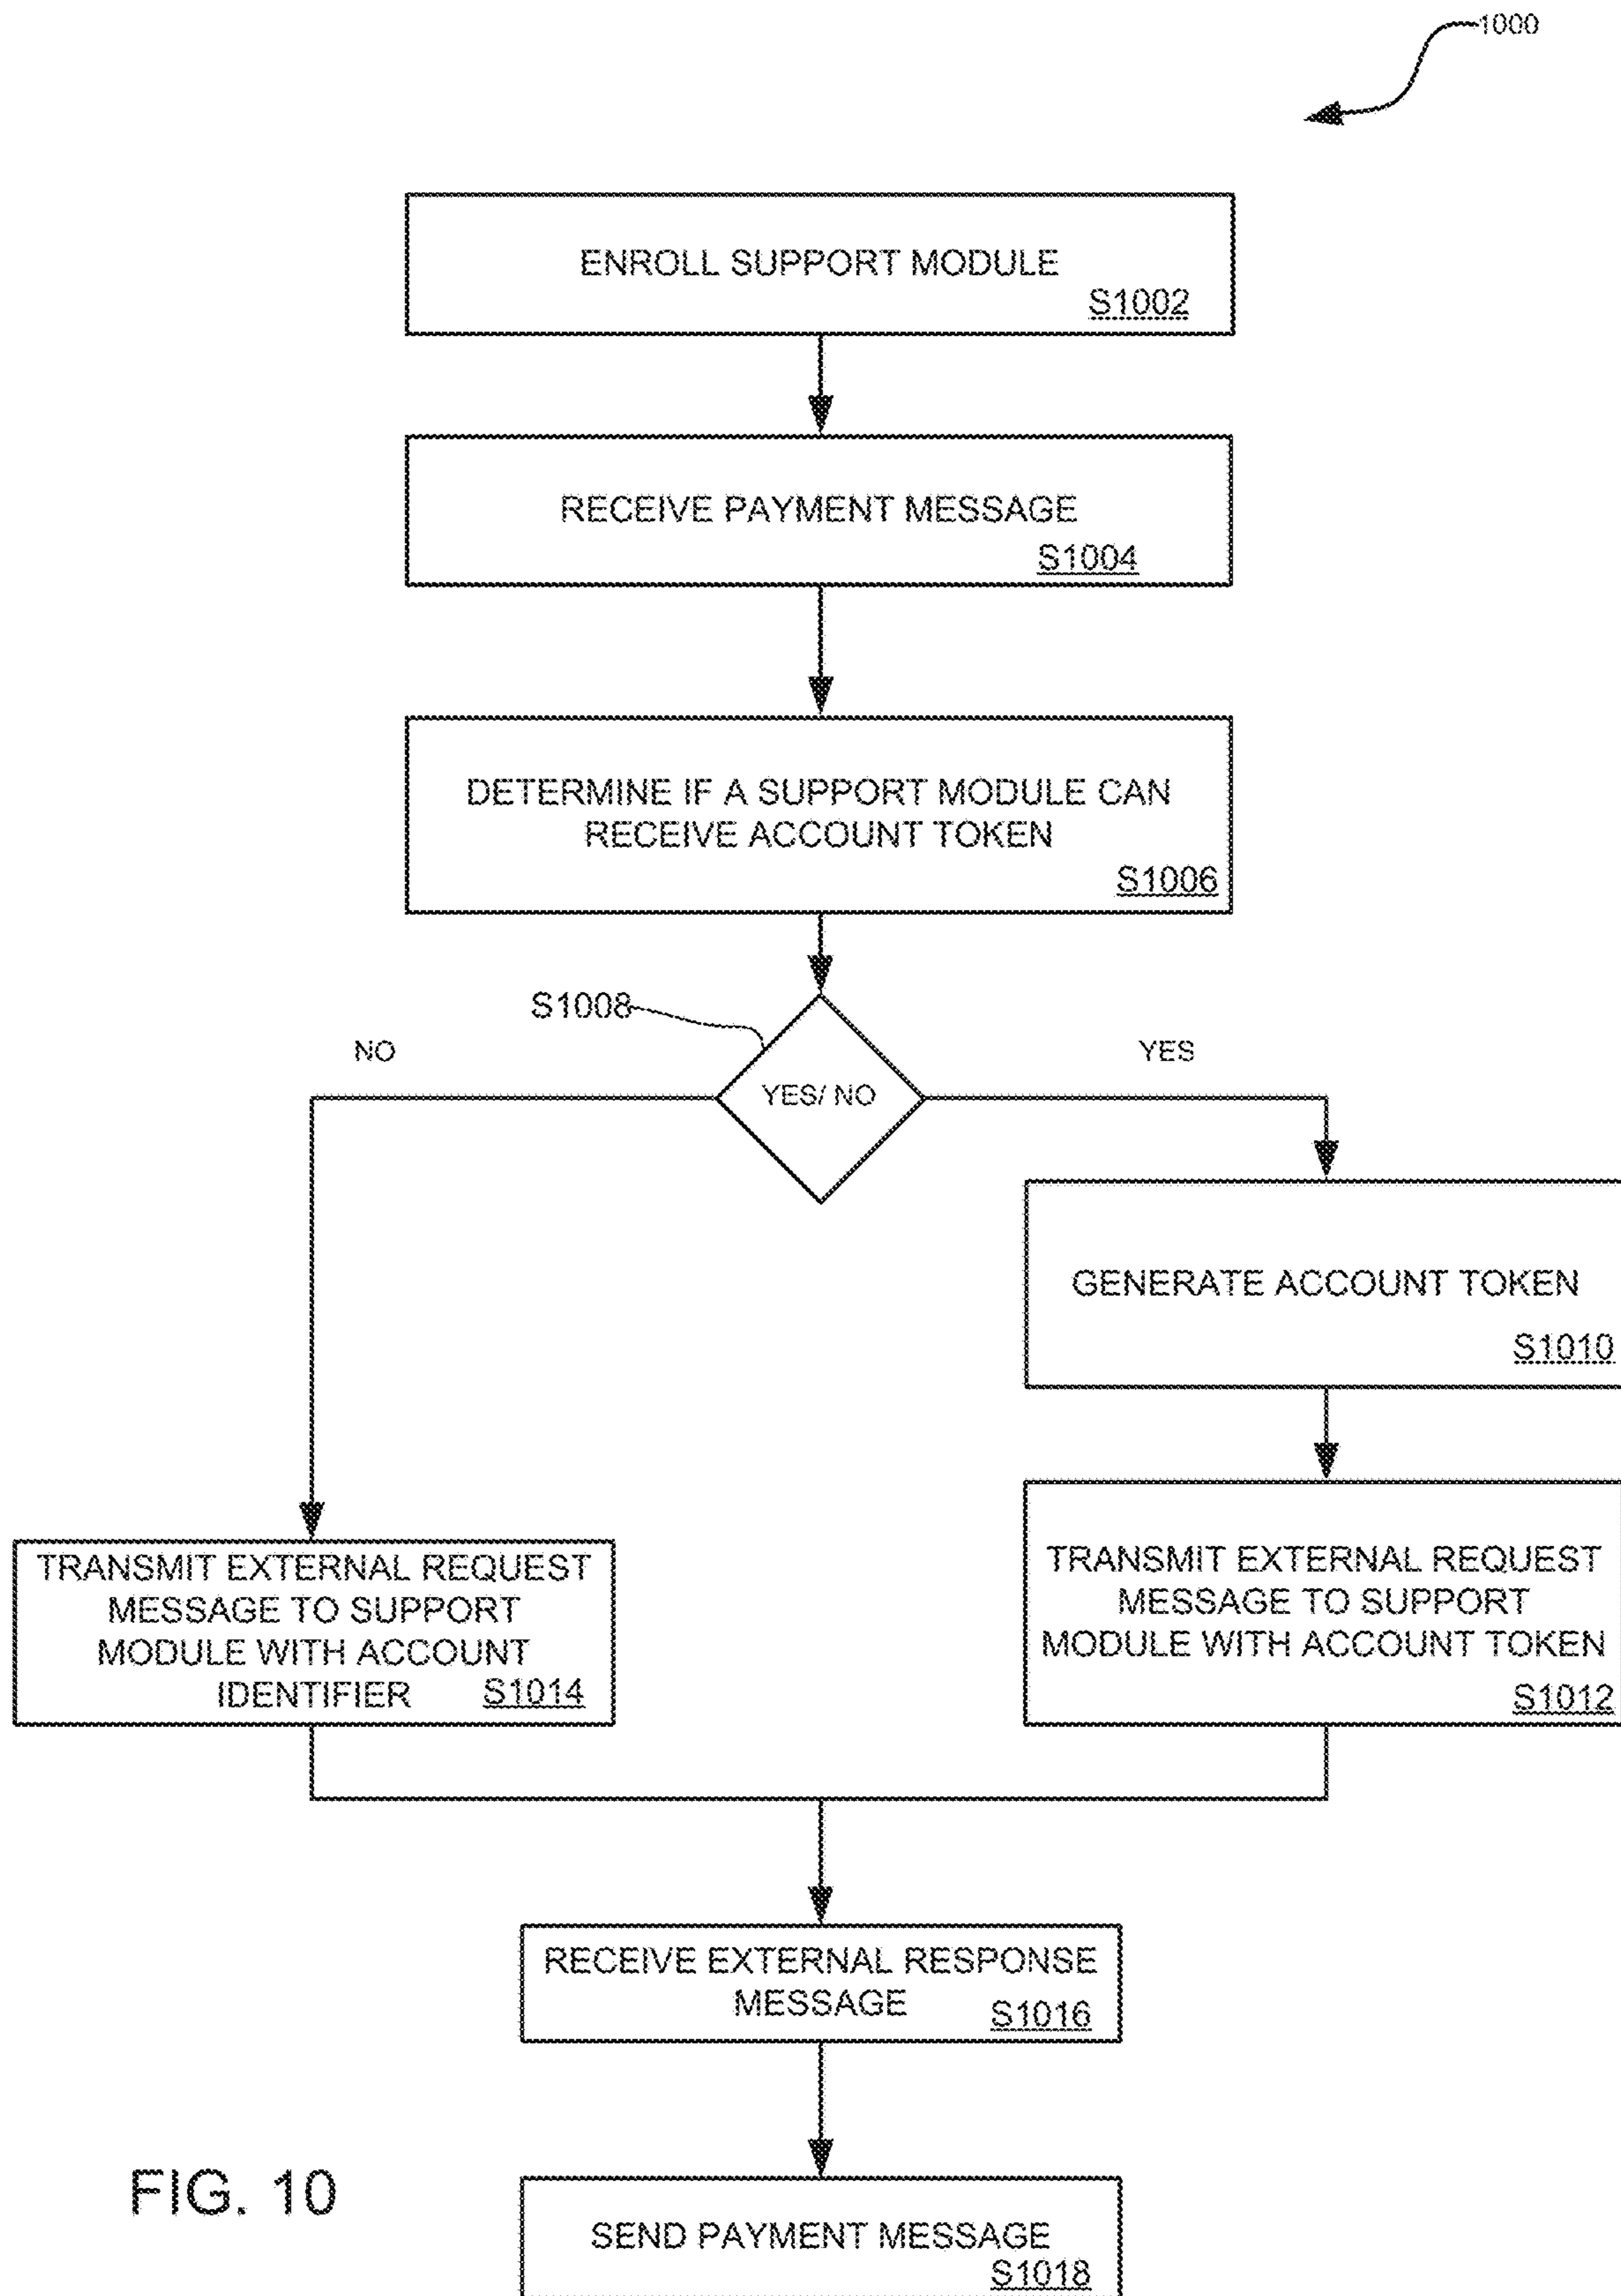 1000
ENROLL SUPPORT MODULE
S1002
RECEIVE PAYMENT MESSAGE
S1004
DETERMINE IF A SUPPORT MODULE CAN
RECEIVE ACCOUNT TOKEN
S1006
S1008
NO
YES/ NO
YES
GENERATE ACCOUNT TOKEN
S1010
TRANSMIT EXTERNAL REQUEST
MESSAGE TO SUPPORT
MODULE WITH ACCOUNT
IDENTIFIER S1014
TRANSMIT EXTERNAL REQUEST
MESSAGE TO SUPPORT
MODULE WITH ACCOUNT TOKEN
S1012
RECEIVE EXTERNAL RESPONSE
MESSAGE S1016
SEND PAYMENT MESSAGE
S1018
FIG. 10